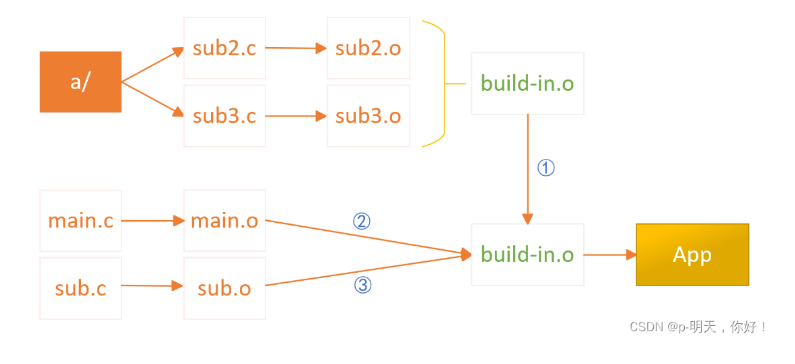 a/
sub2.c
sub2.o
sub3.c
sub3.o
build-in.o
①
main.c
main.o
②
sub.c
sub.o
③
build-in.o
App
CSDN @p-明天，你好！